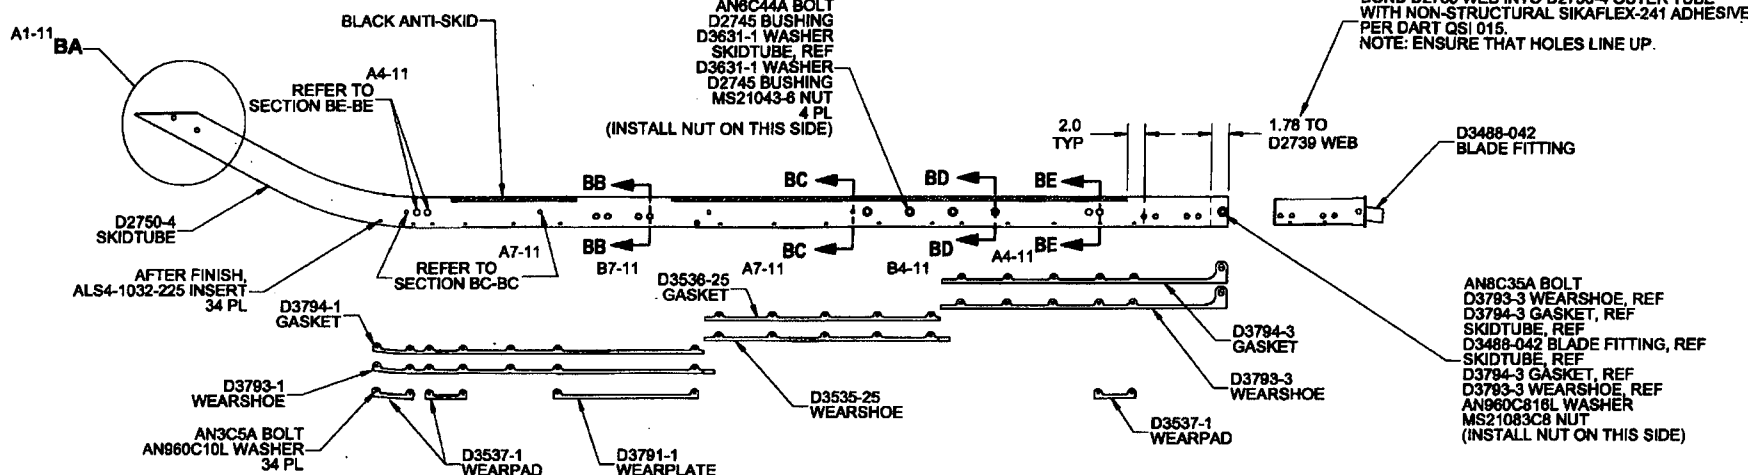 A1-11
BA
BLACK ANTI-SKID
A4-11
REFER TO
SECTION BE-BE
AN6C44A BOLT
D2745 BUSHING
D3631-1 WASHER
SKIDTUBE, REF
D3631-1 WASHER
D2745 BUSHING
MS21043-6 NUT
4 PL
(INSTALL NUT ON THIS SIDE)
WITH NON-STRUCTURAL SIKAFLEX-241 ADHESIVE
PER DART QSI 015.
NOTE: ENSURE THAT HOLES LINE UP.
2.0
TYP
1.78 TO
D2739 WEB
D3488-042
BLADE FITTING
BB
BC
BD
BE
D2750-4
SKIDTUBE
BB
BC
BD
BE
A7-11
B7-11
A7-11
B4-11
A4-11
REFER TO
SECTION BC-BC
AFTER FINISH,
ALS4-1032-225 INSERT
34 PL
D3794-1
GASKET
D3536-25
GASKET
D3794-3
GASKET
D3793-1
WEARSHOE
D3535-25
WEARSHOE
D3793-3
WEARSHOE
AN3C5A BOLT
AN960C10L WASHER
34 PL
D3537-1
WEARPAD
D3791-1
WEARPLATE
D3537-1
WEARPAD
AN8C35A BOLT
D3793-3 WEARSHOE, REF
D3794-3 GASKET, REF
SKIDTUBE, REF
D3488-042 BLADE FITTING, REF
SKIDTUBE, REF
D3794-3 GASKET, REF
D3793-3 WEARSHOE, REF
AN960C816L WASHER
MS21083C8 NUT
(INSTALL NUT ON THIS SIDE)